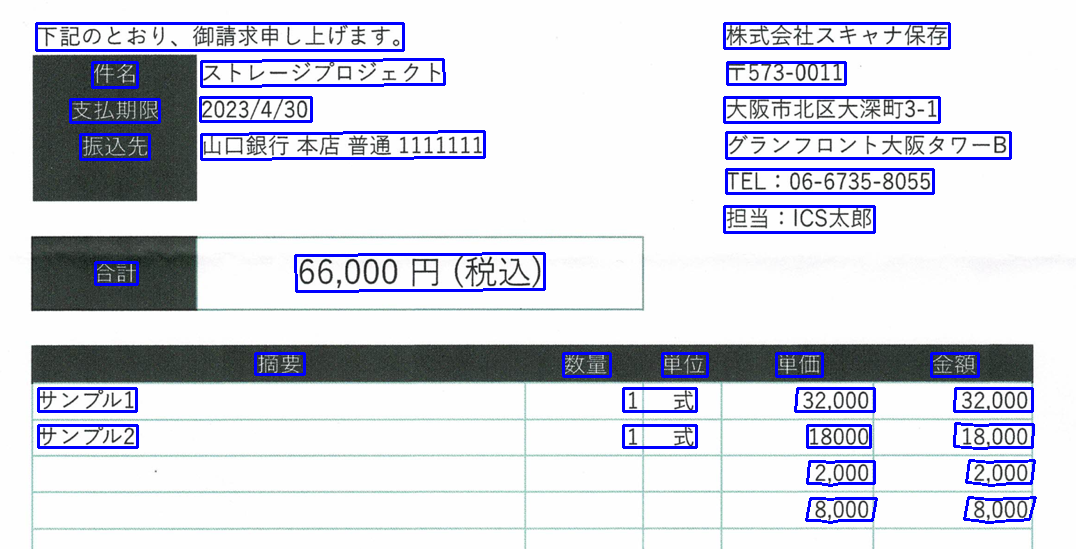 下記のとおり、御請求申し上げます。
件名 ストレージプロジェクト
支払期限 2023/4/30
振込先 山口銀行 本店 普通 1111111
株式会社スキャナ保存
〒573-0011
大阪市北区大深町3-1
グランフロント大阪タワーB
TEL：06-6735-8055
担当：ICS太郎
合計 66,000 円 (税込)
摘要 数量 単位 単価 金額
サンプル1 1 式 32,000 32,000
サンプル2 1 式 18000 18,000
2,000 2,000
8,000 8,000